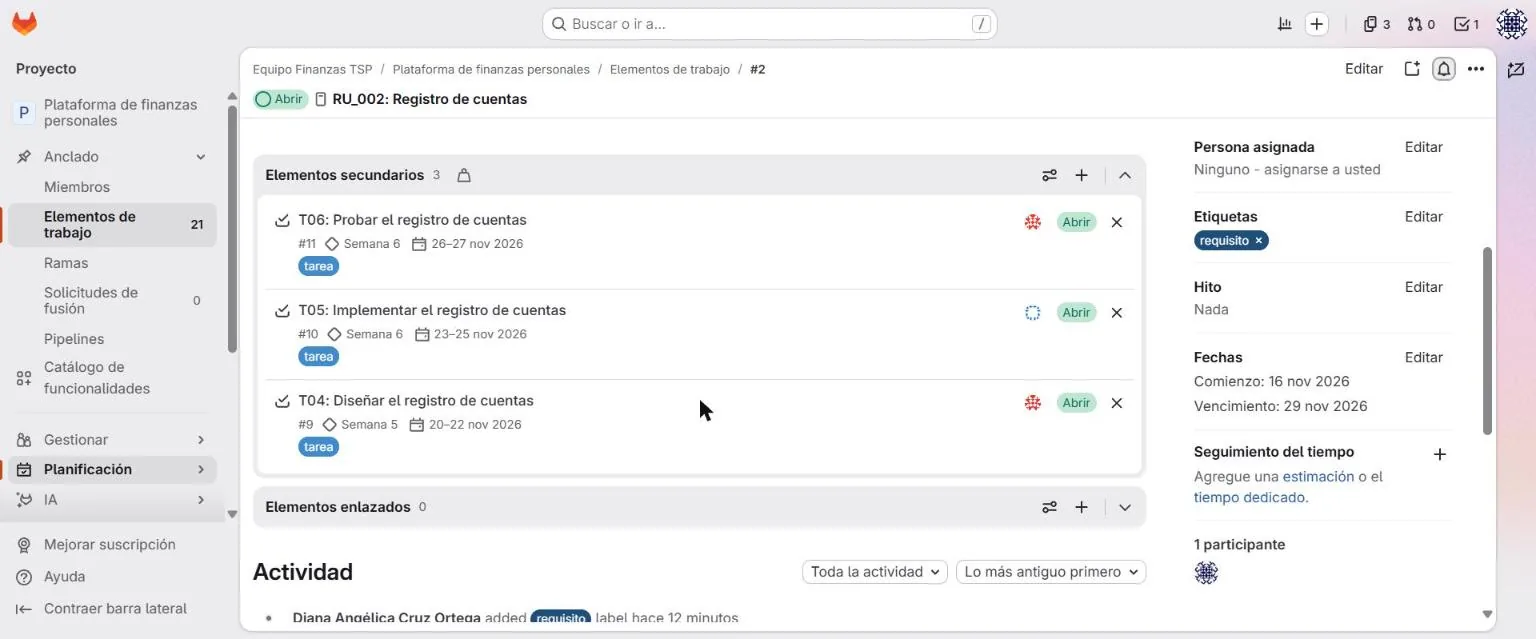 Buscar o ir a...
/
3
0
1
Proyecto
P
Plataforma de finanzas
personales
Anclado
Miembros
Elementos de
trabajo
21
Ramas
Solicitudes de
fusión
0
Pipelines
Catálogo de
funcionalidades
Gestionar
Planificación
IA
Mejorar suscripción
Ayuda
Contraer barra lateral
Equipo Finanzas TSP / Plataforma de finanzas personales / Elementos de trabajo / #2
Editar
Abrir RU_002: Registro de cuentas
Elementos secundarios 3
T06: Probar el registro de cuentas
Abrir
#11 Semana 6 26–27 nov 2026
tarea
T05: Implementar el registro de cuentas
Abrir
#10 Semana 6 23–25 nov 2026
tarea
T04: Diseñar el registro de cuentas
Abrir
#9 Semana 5 20–22 nov 2026
tarea
Elementos enlazados 0
Actividad
Toda la actividad
Lo más antiguo primero
• Diana Angélica Cruz Ortega added requisito label hace 12 minutos
Persona asignada
Editar
Ninguno - asignarse a usted
Etiquetas
Editar
requisito ×
Hito
Editar
Nada
Fechas
Editar
Comienzo: 16 nov 2026
Vencimiento: 29 nov 2026
Seguimiento del tiempo
Agregue una estimación o el
tiempo dedicado.
1 participante